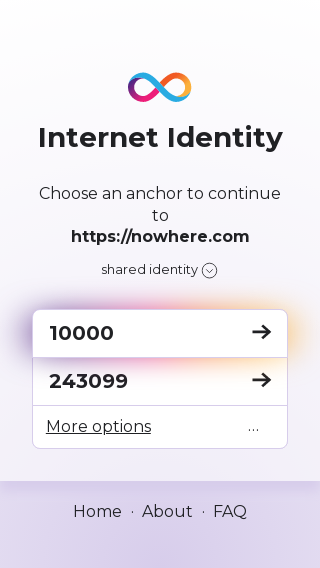 Internet Identity
Choose an anchor to continue
to
https://nowhere.com
shared identity
10000
243099
More options ...
Home · About · FAQ